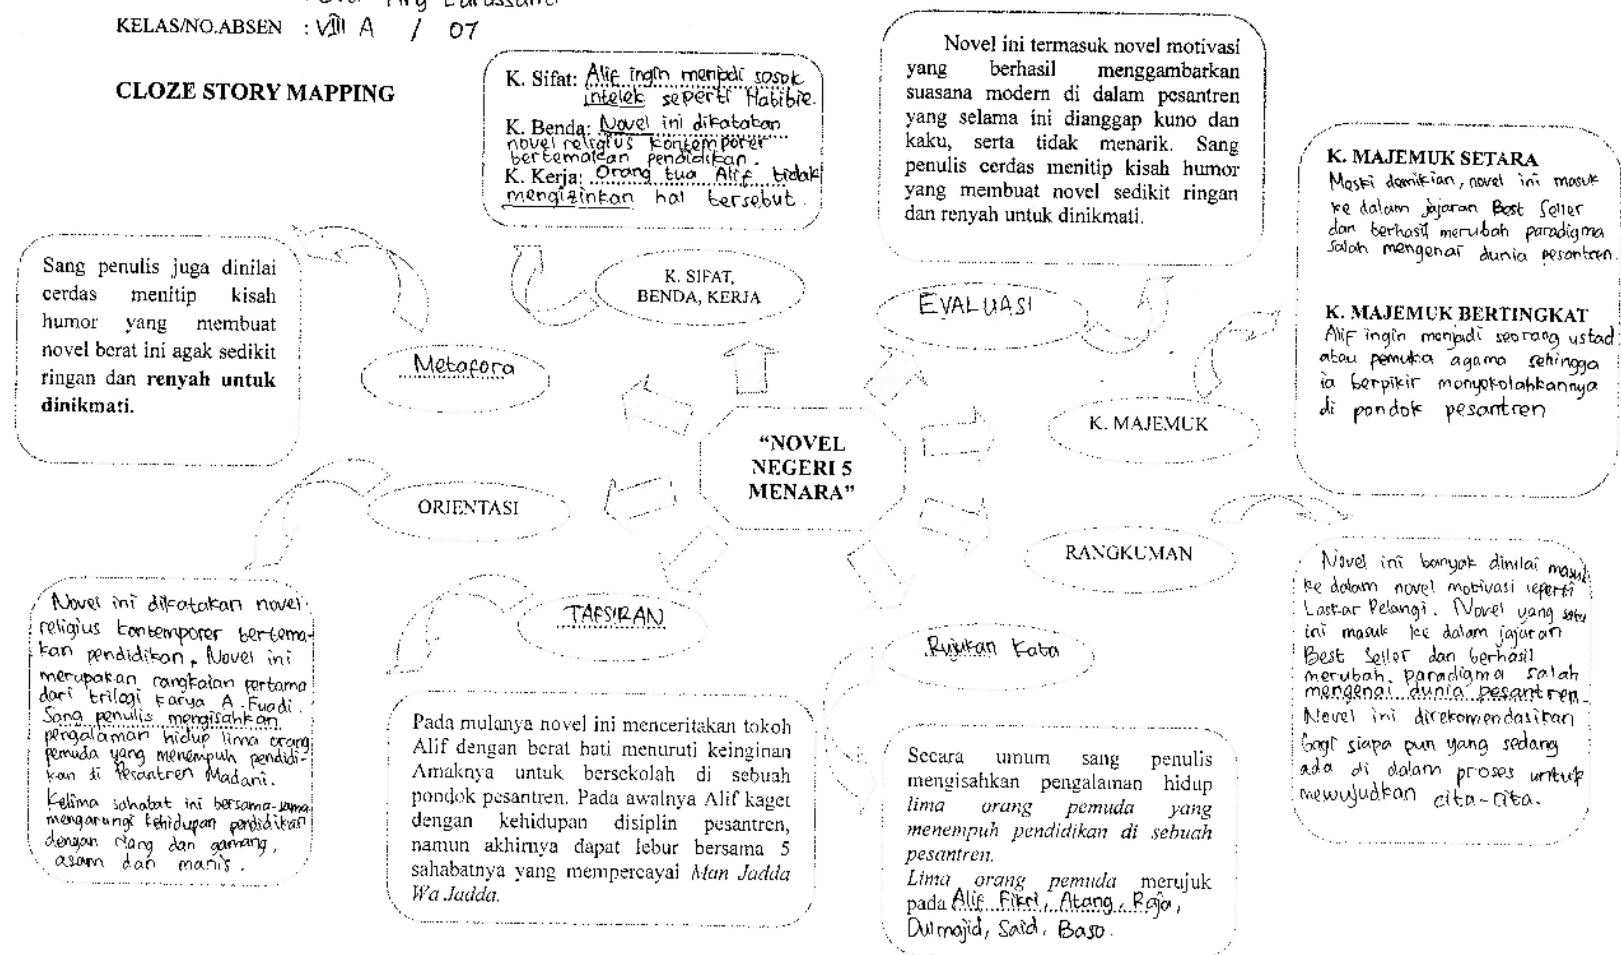 KELAS/NO.ABSEN : VIII A / 07
CLOZE STORY MAPPING
K. Sifat: Alif ingin menjadi sosok
intelek seperti Habibie.
K. Benda: Novel ini dikatakan
novel religius kontemporer
bertemakan pendidikan.
K. Kerja: Orang tua Alif tidak
mengizinkan hal tersebut.
K. SIFAT,
BENDA, KERJA
Novel ini termasuk novel motivasi
yang berhasil menggambarkan
suasana modern di dalam pesantren
yang selama ini dianggap kuno dan
kaku, serta tidak menarik. Sang
penulis cerdas menitip kisah humor
yang membuat novel sedikit ringan
dan renyah untuk dinikmati.
EVALUASI
K. MAJEMUK SETARA
Meski demikian, novel ini masuk
ke dalam jajaran Best Seller
dan berhasil merubah paradigma
salah mengenai dunia pesantren.
K. MAJEMUK BERTINGKAT
Alif ingin menjadi seorang ustad
atau pemuka agama sehingga
ia berpikir menyekolahkannya
di pondok pesantren
K. MAJEMUK
Sang penulis juga dinilai
cerdas menitip kisah
humor yang membuat
novel berat ini agak sedikit
ringan dan renyah untuk
dinikmati.
Metafora
"NOVEL
NEGERI 5
MENARA"
ORIENTASI
Novel ini dikatakan novel
religius kontemporer bertema-
kan pendidikan. Novel ini
merupakan rangkaian pertama
dari trilogi karya A. Fuadi.
Sang penulis mengisahkan
pengalaman hidup lima orang
pemuda yang menempuh pendidi-
kan di Pesantren Madani.
Kelima sahabat ini bersama-sama
mengarungi kehidupan pendidikan
dengan riang dan gamang,
asam dan manis.
TAFSIRAN
Pada mulanya novel ini menceritakan tokoh
Alif dengan berat hati menuruti keinginan
Amaknya untuk bersekolah di sebuah
pondok pesantren. Pada awalnya Alif kaget
dengan kehidupan disiplin pesantren,
namun akhirnya dapat lebur bersama 5
sahabatnya yang mempercayai Man Jadda
Wa Jadda.
Rujukan Kata
Secara umum sang penulis
mengisahkan pengalaman hidup
lima orang pemuda yang
menempuh pendidikan di sebuah
pesantren.
Lima orang pemuda merujuk
pada Alif Fikri, Atang, Raja,
Dulmajid, Said, Baso.
RANGKUMAN
Novel ini banyak dinilai masuk
ke dalam novel motivasi seperti
Laskar Pelangi. Novel yang satu
ini masuk ke dalam jajaran
Best Seller dan berhasil
merubah paradigma salah
mengenai dunia pesantren.
Novel ini direkomendasikan
bagi siapa pun yang sedang
ada di dalam proses untuk
mewujudkan cita-cita.